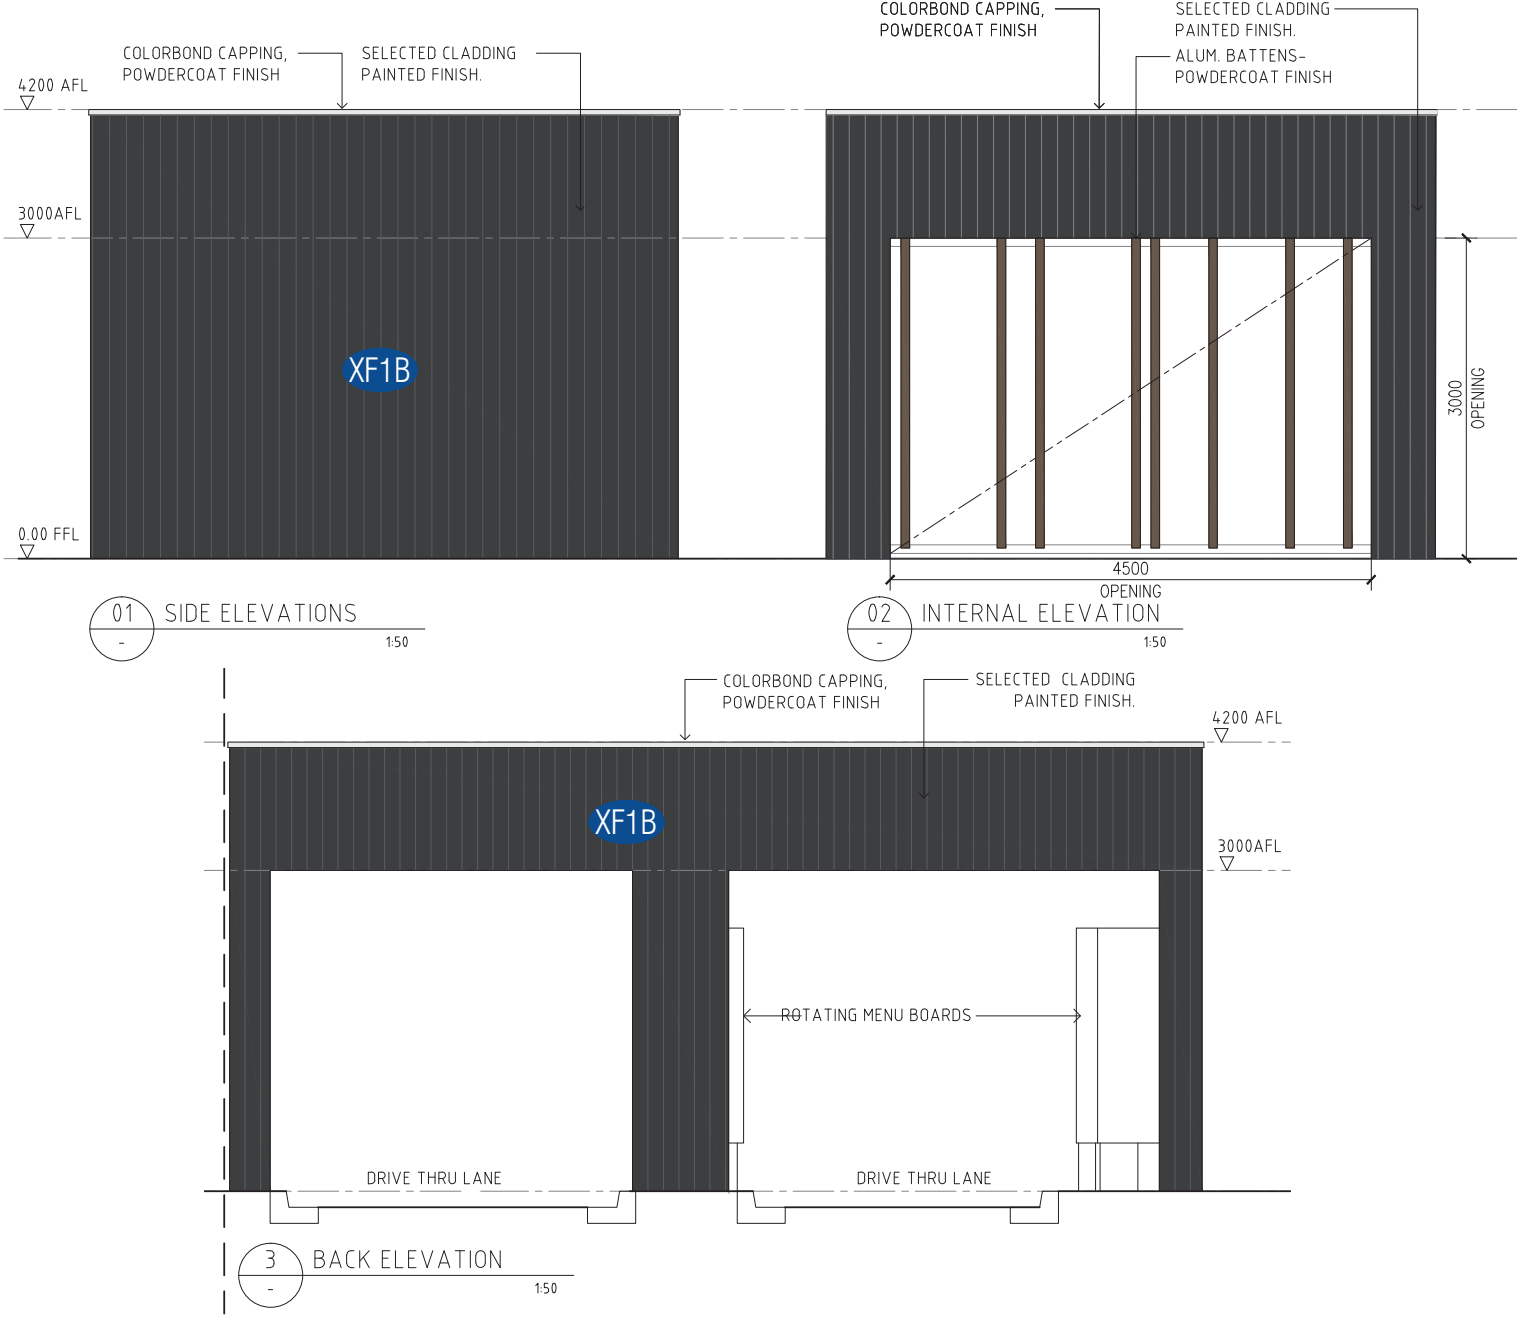 COLORBOND CAPPING,
POWDERCOAT FINISH
SELECTED CLADDING
PAINTED FINISH.
4200 AFL
3000AFL
XF1B
0.00 FFL
01
-
SIDE ELEVATIONS
1:50
COLORBOND CAPPING,
POWDERCOAT FINISH
SELECTED CLADDING
PAINTED FINISH.
ALUM. BATTENS-
POWDERCOAT FINISH
3000
OPENING
4500
OPENING
02
-
INTERNAL ELEVATION
1:50
COLORBOND CAPPING,
POWDERCOAT FINISH
SELECTED CLADDING
PAINTED FINISH.
4200 AFL
XF1B
3000AFL
ROTATING MENU BOARDS
DRIVE THRU LANE
DRIVE THRU LANE
3
-
BACK ELEVATION
1:50